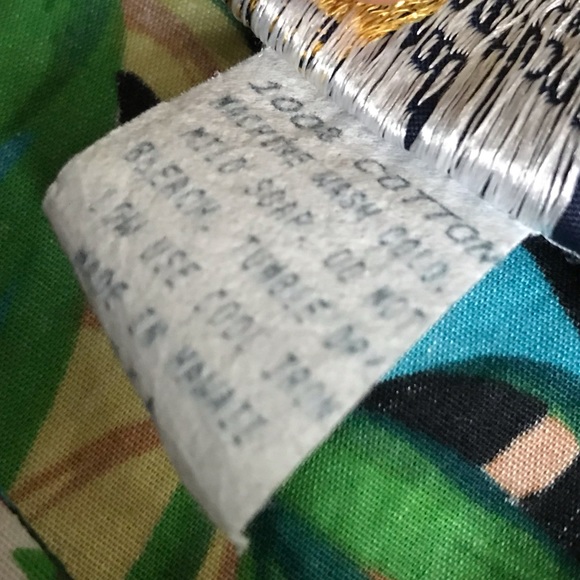 100% COTTON
MACHINE WASH COLD.
MILD SOAP. DO NOT
BLEACH. TUMBLE DRY
LOW USE COOL IRON
MADE IN HAWAII